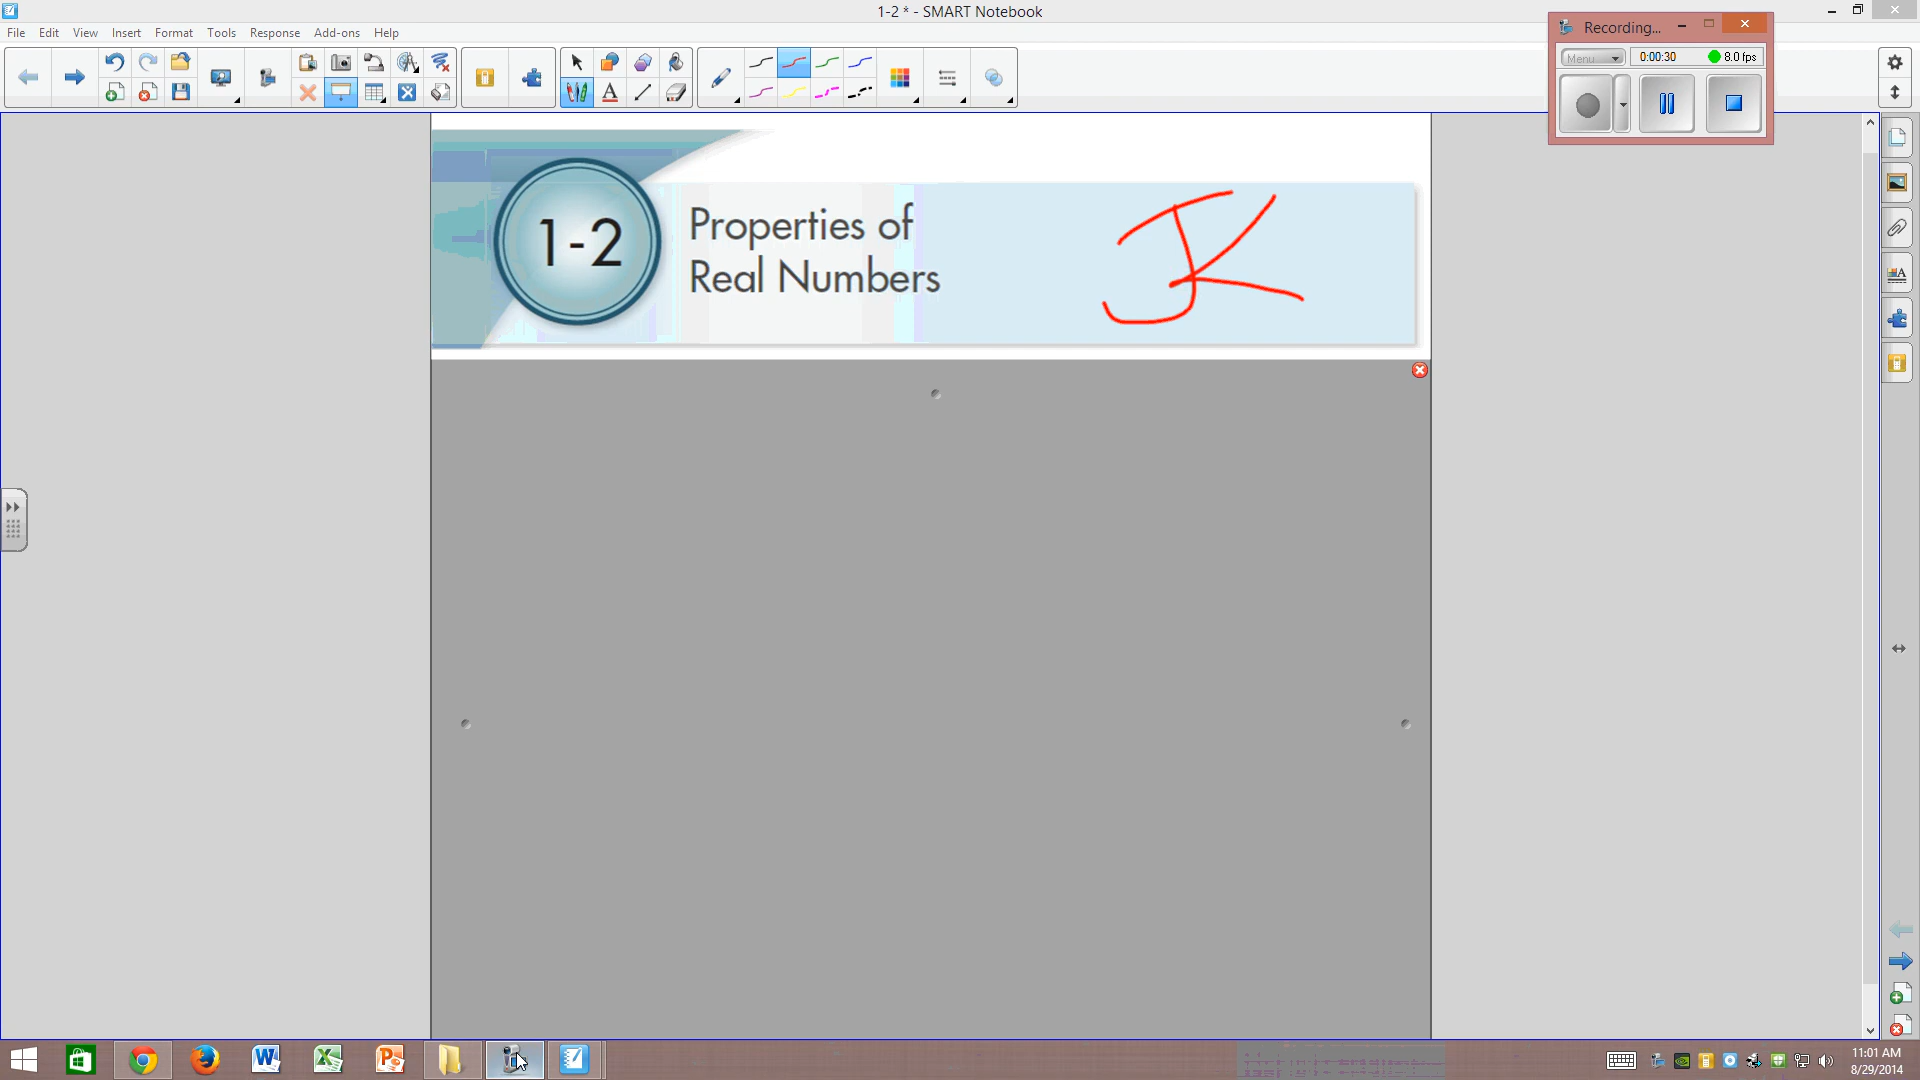 1-2 * - SMART Notebook
File Edit View Insert Format Tools Response Add-ons Help
Recording...
Menu 0:00:30 8.0 fps
1-2
Properties of
Real Numbers
JK
11:01 AM
8/29/2014